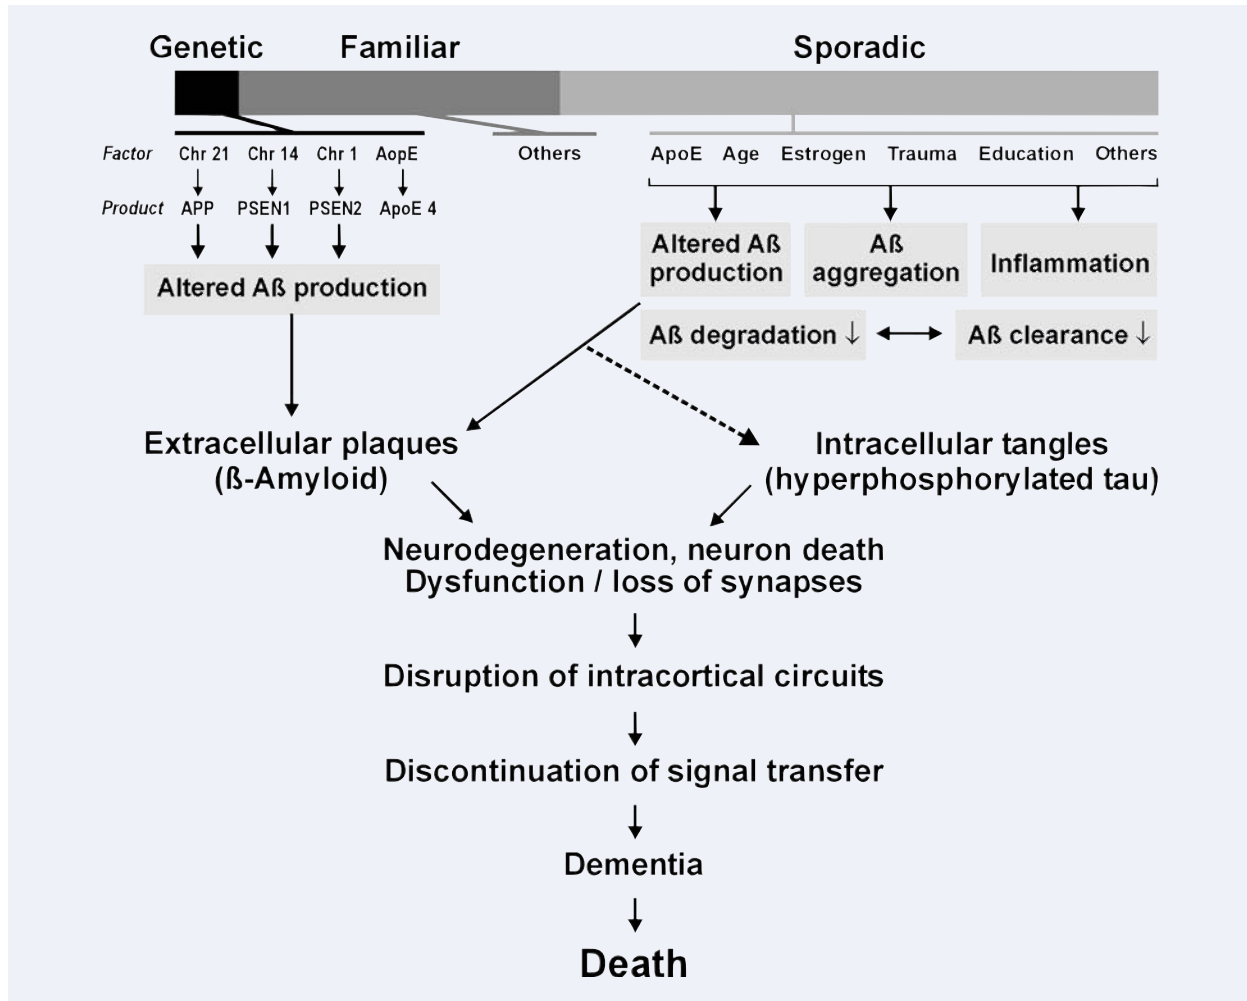 Genetic Familiar Sporadic
Factor Chr 21 Chr 14 Chr 1 AopE Others ApoE Age Estrogen Trauma Education Others
Product APP PSEN1 PSEN2 ApoE 4
Altered Aß production
Altered Aß
production
Aß
aggregation
Inflammation
Aß degradation ↓ Aß clearance ↓
Extracellular plaques
(ß-Amyloid)
Intracellular tangles
(hyperphosphorylated tau)
Neurodegeneration, neuron death
Dysfunction / loss of synapses
Disruption of intracortical circuits
Discontinuation of signal transfer
Dementia
Death